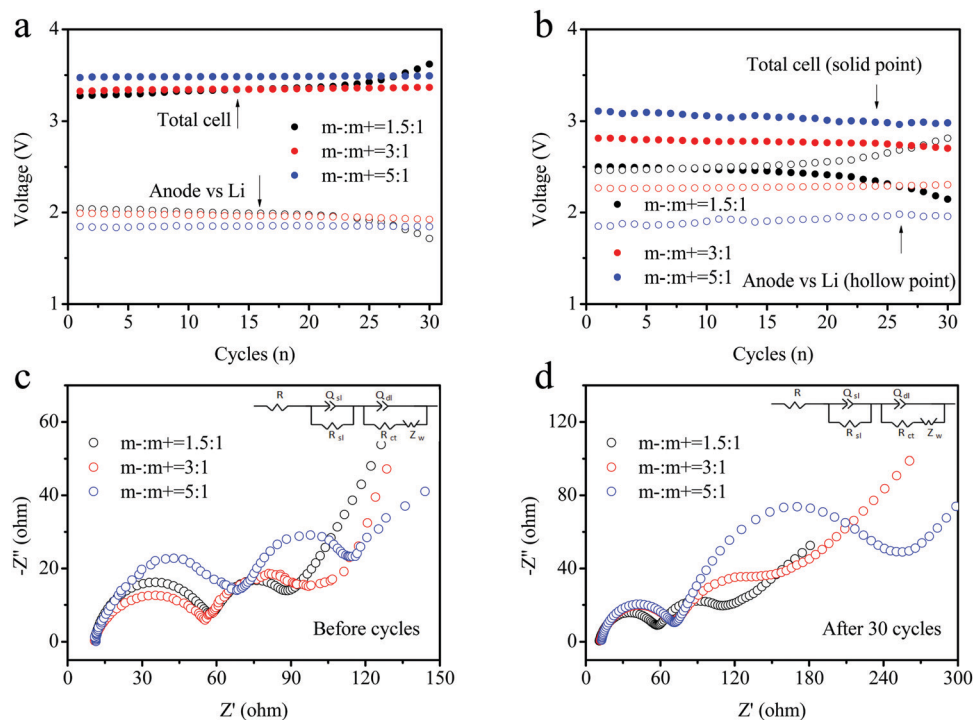 a
4
3
2
1
Voltage (V)
Total cell
m-:m+=1.5:1
m-:m+=3:1
m-:m+=5:1
Anode vs Li
0 5 10 15 20 25 30
Cycles (n)
b
4
3
2
1
Voltage (V)
Total cell (solid point)
m-:m+=1.5:1
m-:m+=3:1
m-:m+=5:1
Anode vs Li (hollow point)
0 5 10 15 20 25 30
Cycles (n)
c
60
40
20
0
-Z" (ohm)
R Q sl Q dl
R sl R ct Z w
m-:m+=1.5:1
m-:m+=3:1
m-:m+=5:1
Before cycles
0 30 60 90 120 150
Z' (ohm)
d
120
80
40
0
-Z" (ohm)
R Q sl Q dl
R sl R ct Z w
m-:m+=1.5:1
m-:m+=3:1
m-:m+=5:1
After 30 cycles
0 60 120 180 240 300
Z' (ohm)